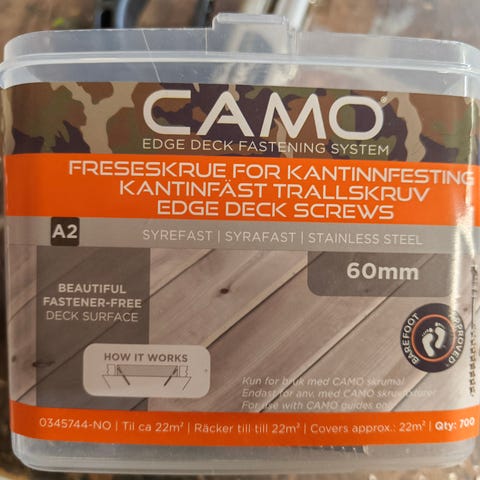 CAMO®
EDGE DECK FASTENING SYSTEM
FRESESKRUE FOR KANTINNFESTING
KANTINFÄST TRALLSKRUV
EDGE DECK SCREWS
A2
SYREFAST | SYRAFAST | STAINLESS STEEL
60mm
BEAUTIFUL
FASTENER-FREE
DECK SURFACE
BAREFOOT APPROVED
HOW IT WORKS
Kun for bruk med CAMO skrumal
Endast for anv. med CAMO skruvfixturer
For use with CAMO guides only
0345744-NO | Til ca 22m² | Räcker till till 22m² | Covers approx.: 22m² | Qty: 700